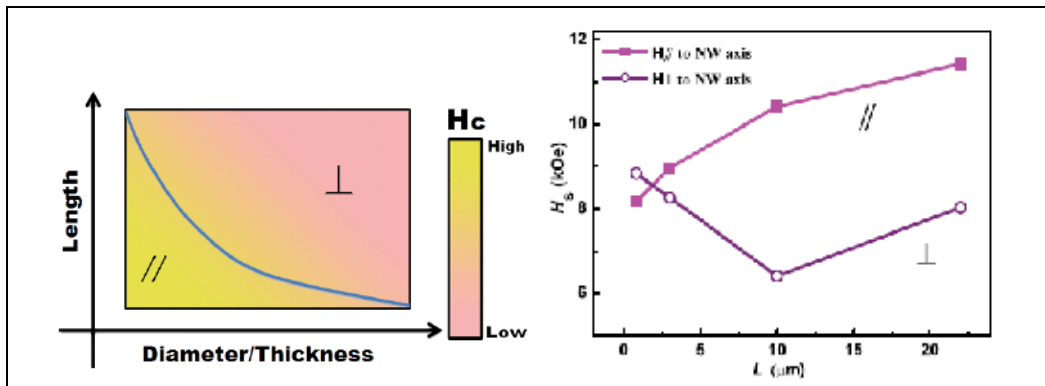 Length
//
⊥
Diameter/Thickness
Hc
High
Low
12
10
8
6
Hs (kOe)
H// to NW axis
H⊥ to NW axis
//
⊥
0
5
10
15
20
L (μm)